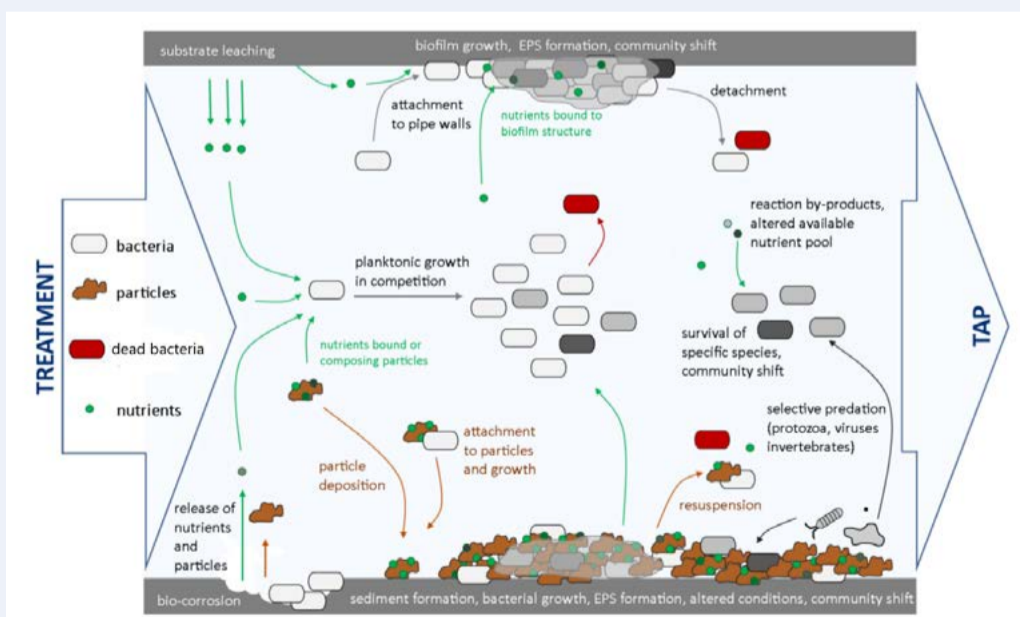 substrate leaching
biofilm growth, EPS formation, community shift
attachment
to pipe walls
nutrients bound to
biofilm structure
detachment
TREATMENT
bacteria
particles
dead bacteria
nutrients
planktonic growth
in competition
nutrients bound or
composing particles
reaction by-products,
altered available
nutrient pool
survival of
specific species,
community shift
TAP
particle
deposition
attachment
to particles
and growth
selective predation
(protozoa, viruses
invertebrates)
resuspension
release of
nutrients
and
particles
bio-corrosion
sediment formation, bacterial growth, EPS formation, altered conditions, community shift